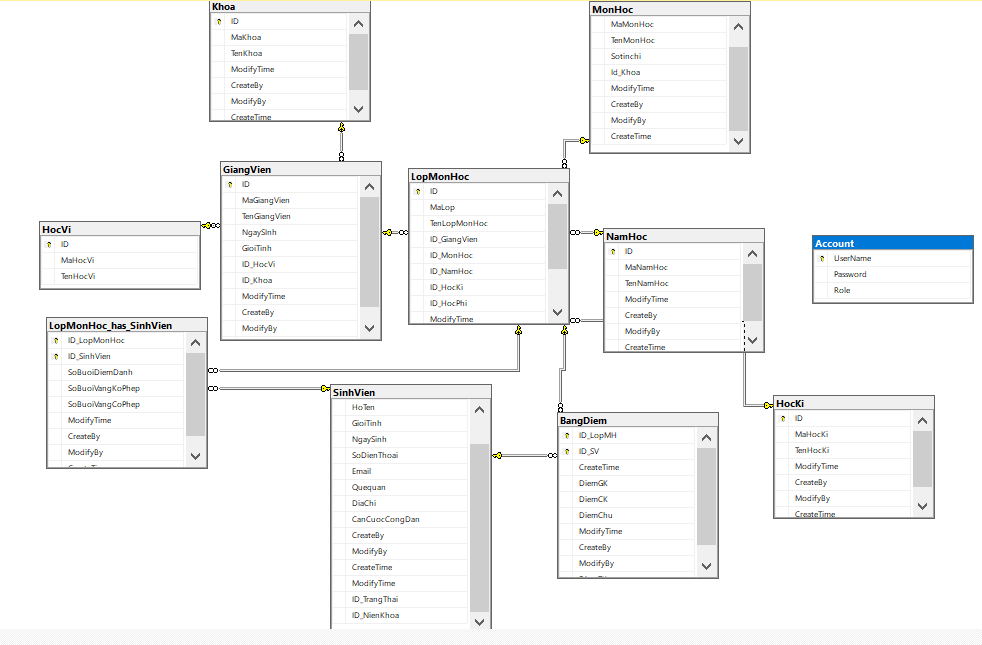 Khoa
ID
MaKhoa
TenKhoa
ModifyTime
CreateBy
ModifyBy
CreateTime
MonHoc
MaMonHoc
TenMonHoc
Sotinchi
Id_Khoa
ModifyTime
CreateBy
ModifyBy
CreateTime
GiangVien
ID
MaGiangVien
TenGiangVien
NgaySInh
GioiTinh
ID_HocVi
ID_Khoa
ModifyTime
CreateBy
ModifyBy
LopMonHoc
ID
MaLop
TenLopMonHoc
ID_GiangVien
ID_MonHoc
ID_NamHoc
ID_HocKi
ID_HocPhi
ModifyTime
HocVi
ID
MaHocVi
TenHocVi
NamHoc
ID
MaNamHoc
TenNamHoc
ModifyTime
CreateBy
ModifyBy
CreateTime
Account
UserName
Password
Role
LopMonHoc_has_SinhVien
ID_LopMonHoc
ID_SinhVien
SoBuoiDiemDanh
SoBuoiVangKoPhep
SoBuoiVangCoPhep
ModifyTime
CreateBy
ModifyBy
SinhVien
HoTen
GioiTinh
NgaySinh
SoDienThoai
Email
Quequan
DiaChi
CanCuocCongDan
CreateBy
ModifyBy
CreateTime
ModifyTime
ID_TrangThai
ID_NienKhoa
BangDiem
ID_LopMH
ID_SV
CreateTime
DiemGK
DiemCK
DiemChu
ModifyTime
CreateBy
ModifyBy
HocKi
ID
MaHocKi
TenHocKi
ModifyTime
CreateBy
ModifyBy
CreateTime